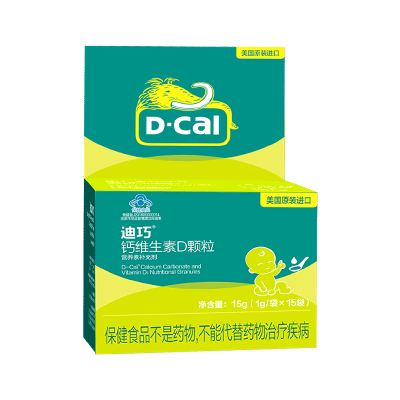 美国原装进口
D-Cal
美国原装进口
迪巧®
钙维生素D颗粒
营养素补充剂
D-Cal® Calcium Carbonate and
Vitamin D₃ Nutritional Granules
净含量：15g（1g/袋×15袋）
保健食品不是药物，不能代替药物治疗疾病